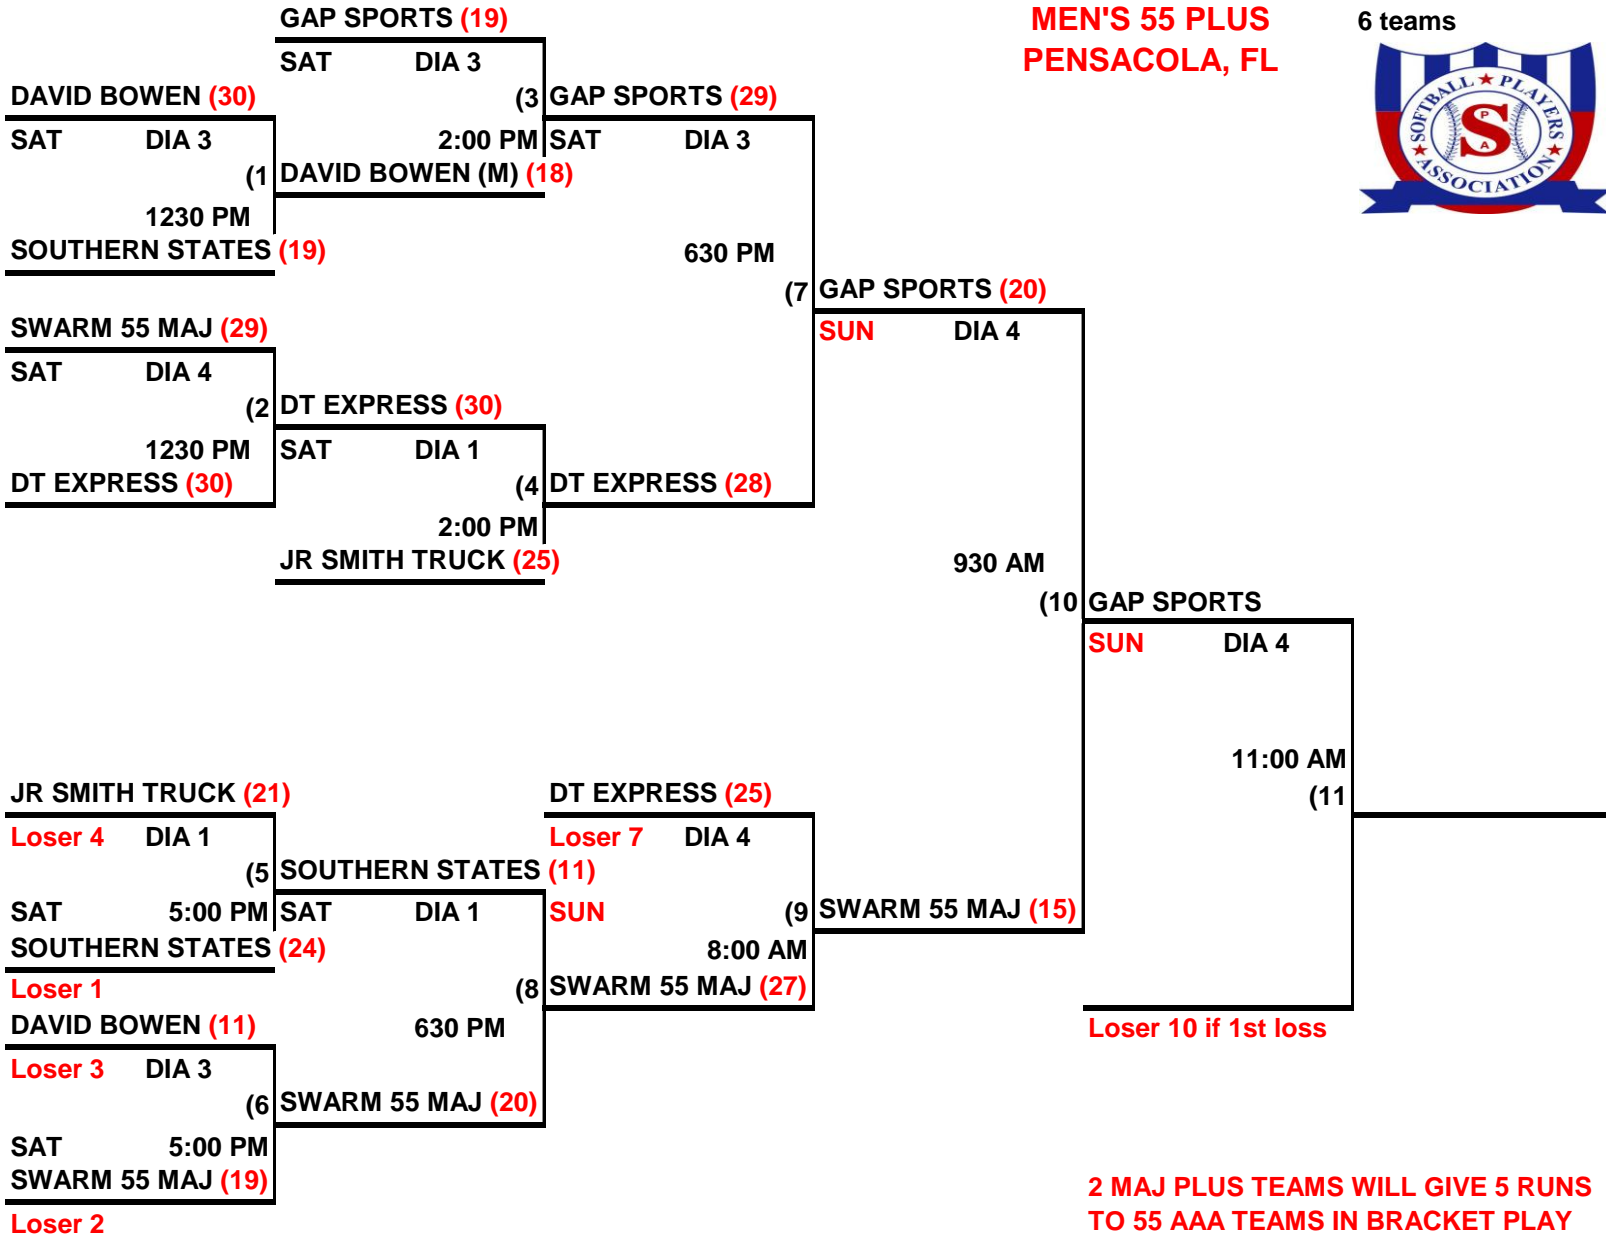 GAP SPORTS (19)
MEN'S 55 PLUS
6 teams
SAT DIA 3
PENSACOLA, FL
SOFTBALL ★ PLAYERS ★ ASSOCIATION ★
S
P
A
DAVID BOWEN (30)
(3 GAP SPORTS (29)
SAT DIA 3
2:00 PM SAT DIA 3
(1 DAVID BOWEN (M) (18)
1230 PM
SOUTHERN STATES (19)
630 PM
(7 GAP SPORTS (20)
SWARM 55 MAJ (29)
SUN DIA 4
SAT DIA 4
(2 DT EXPRESS (30)
1230 PM SAT DIA 1
DT EXPRESS (30)
(4 DT EXPRESS (28)
2:00 PM
JR SMITH TRUCK (25)
930 AM
(10 GAP SPORTS
SUN DIA 4
11:00 AM
JR SMITH TRUCK (21)
DT EXPRESS (25)
(11
Loser 4 DIA 1
Loser 7 DIA 4
(5 SOUTHERN STATES (11)
SAT 5:00 PM SAT DIA 1
SUN (9 SWARM 55 MAJ (15)
SOUTHERN STATES (24)
8:00 AM
Loser 1
(8 SWARM 55 MAJ (27)
DAVID BOWEN (11)
630 PM
Loser 10 if 1st loss
Loser 3 DIA 3
(6 SWARM 55 MAJ (20)
SAT 5:00 PM
SWARM 55 MAJ (19)
Loser 2
2 MAJ PLUS TEAMS WILL GIVE 5 RUNS
TO 55 AAA TEAMS IN BRACKET PLAY